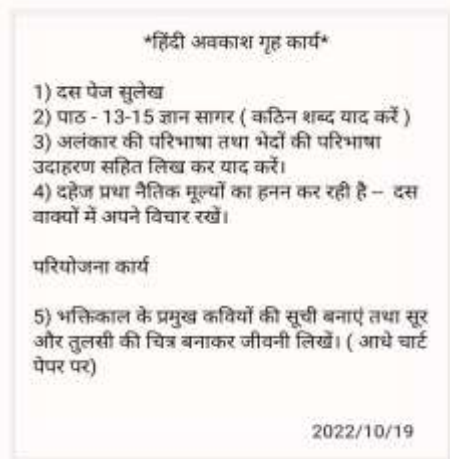 *हिंदी अवकाश गृह कार्य*
1) दस पेज सुलेख
2) पाठ - 13-15 ज्ञान सागर ( कठिन शब्द याद करें )
3) अलंकार की परिभाषा तथा भेदों की परिभाषा
उदाहरण सहित लिख कर याद करें।
4) दहेज प्रथा नैतिक मूल्यों का हनन कर रही है – दस
वाक्यों में अपने विचार रखें।
परियोजना कार्य
5) भक्तिकाल के प्रमुख कवियों की सूची बनाएं तथा सूर
और तुलसी की चित्र बनाकर जीवनी लिखें। ( आधे चार्ट
पेपर पर)
2022/10/19